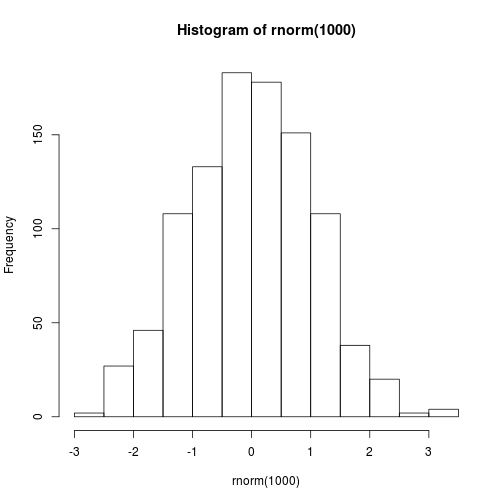 Histogram of rnorm(1000)
Frequency
150
100
50
0
-3 -2 -1 0 1 2 3
rnorm(1000)